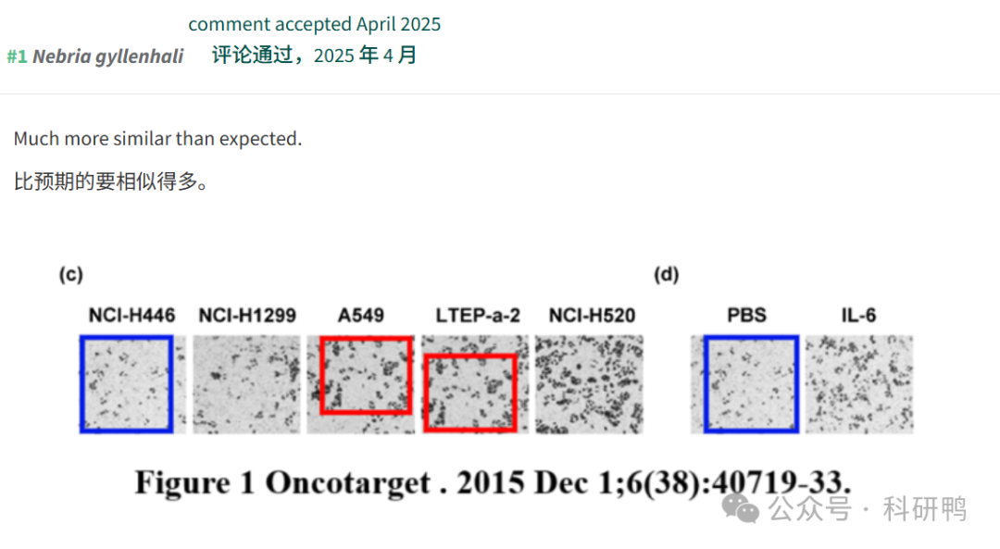 comment accepted April 2025
#1 Nebria gyllenhali 评论通过，2025 年 4 月
Much more similar than expected.
比预期的要相似得多。
(c) (d)
NCI-H446 NCI-H1299 A549 LTEP-a-2 NCI-H520 PBS IL-6
Figure 1 Oncotarget . 2015 Dec 1;6(38):40719-33.
公众号 · 科研鸭